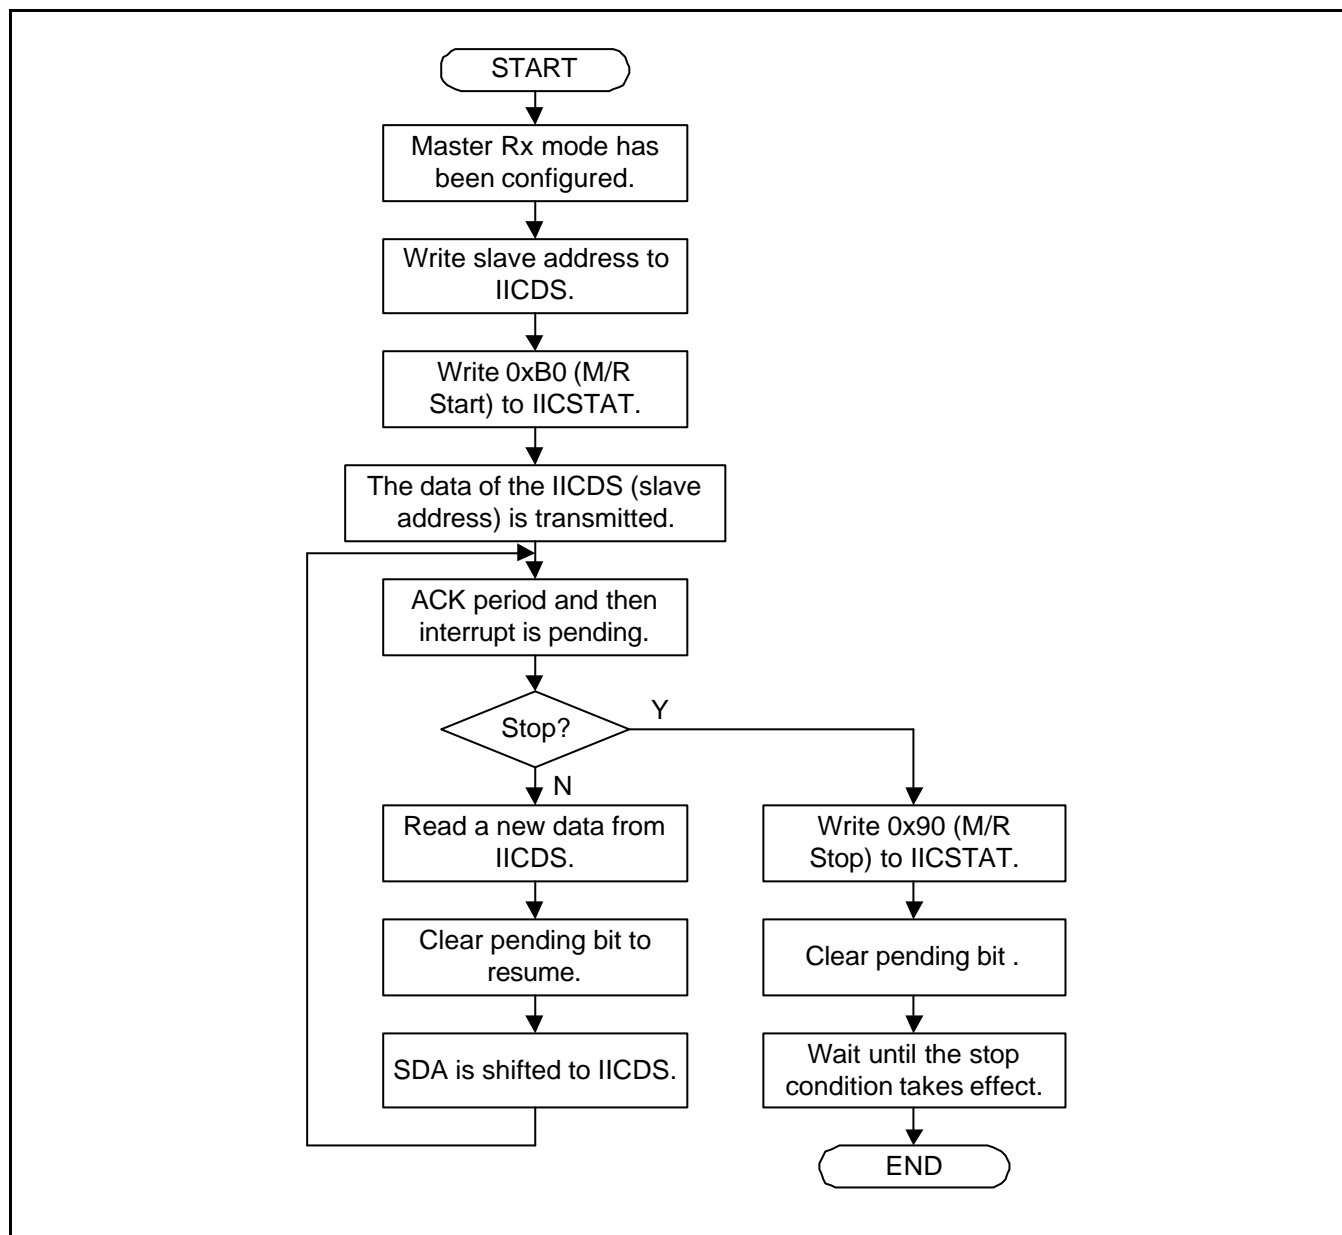 START
Master Rx mode has
been configured.
Write slave address to
IICDS.
Write 0xB0 (M/R
Start) to IICSTAT.
The data of the IICDS (slave
address) is transmitted.
ACK period and then
interrupt is pending.
Stop?
Y
N
Read a new data from
IICDS.
Clear pending bit to
resume.
SDA is shifted to IICDS.
Write 0x90 (M/R
Stop) to IICSTAT.
Clear pending bit .
Wait until the stop
condition takes effect.
END